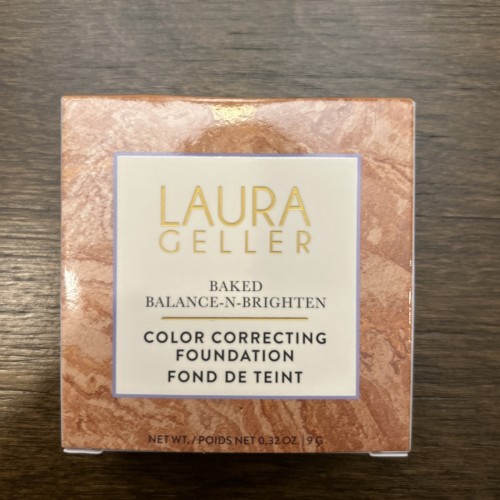 LAURA
GELLER
BAKED
BALANCE-N-BRIGHTEN
COLOR CORRECTING
FOUNDATION
FOND DE TEINT
NET WT. / POIDS NET 0.32 OZ. | 9 G